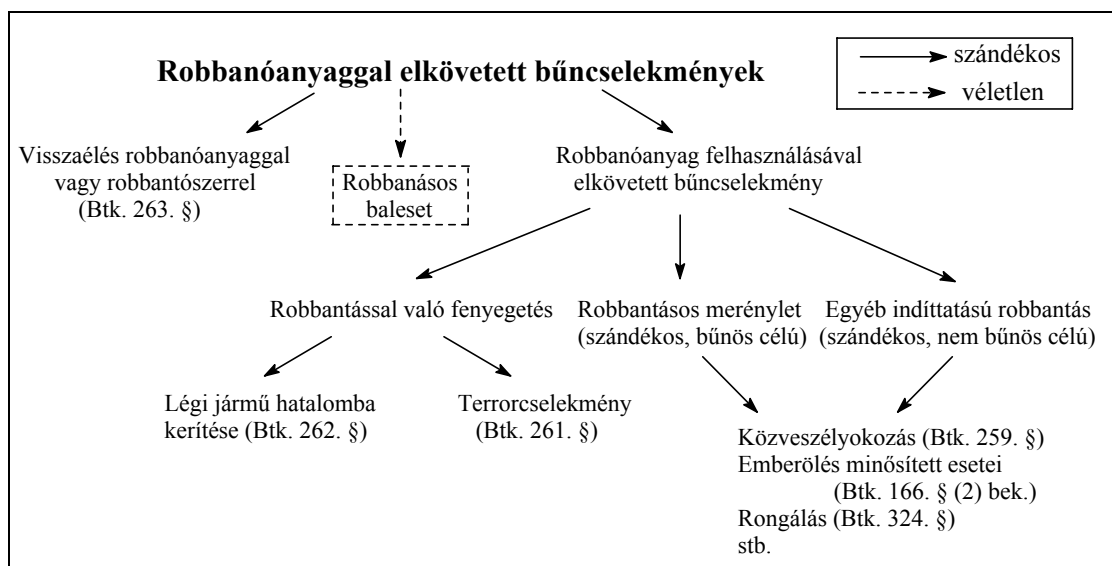 Robbanóanyaggal elkövetett bűncselekmények
szándékos
véletlen
Visszaélés robbanóanyaggal
vagy robbantószerrel
(Btk. 263. §)
Robbanásos
baleset
Robbanóanyag felhasználásával
elkövetett bűncselekmény
Robbantással való fenyegetés
Robbantásos merénylet
(szándékos, bűnös célú)
Egyéb indíttatású robbantás
(szándékos, nem bűnös célú)
Légi jármű hatalomba
kerítése (Btk. 262. §)
Terrorcselekmény
(Btk. 261. §)
Közveszélyokozás (Btk. 259. §)
Emberölés minősített esetei
(Btk. 166. § (2) bek.)
Rongálás (Btk. 324. §)
stb.